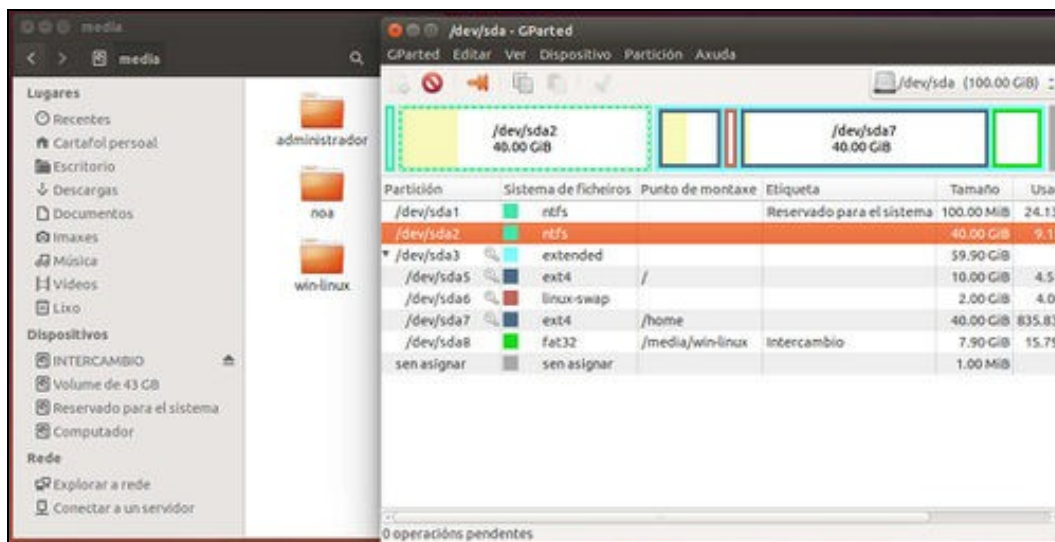 media
media
Lugares
Recentes
Cartafol persoal
Escritorio
Descargas
Documentos
Imaxes
Música
Vídeos
Lixo
Dispositivos
INTERCAMBIO
Volume de 43 GB
Reservado para el sistema
Computador
Rede
Explorar a rede
Conectar a un servidor
administrador
noa
win-linux
/dev/sda - GParted
GParted Editar Ver Dispositivo Partición Axuda
/dev/sda (100.00 GiB)
/dev/sda2
40.00 GiB
/dev/sda7
40.00 GiB
Partición Sistema de ficheiros Punto de montaxe Etiqueta Tamaño Usa
/dev/sda1 ntfs Reservado para el sistema 100.00 MiB 24.13
/dev/sda2 ntfs 40.00 GiB 9.1
/dev/sda3 extended 59.90 GiB
/dev/sda5 ext4 / 10.00 GiB 4.5
/dev/sda6 linux-swap 2.00 GiB 4.0
/dev/sda7 ext4 /home 40.00 GiB 835.83
/dev/sda8 fat32 /media/win-linux Intercambio 7.90 GiB 15.79
sen asignar sen asignar 1.00 MiB
0 operacións pendentes